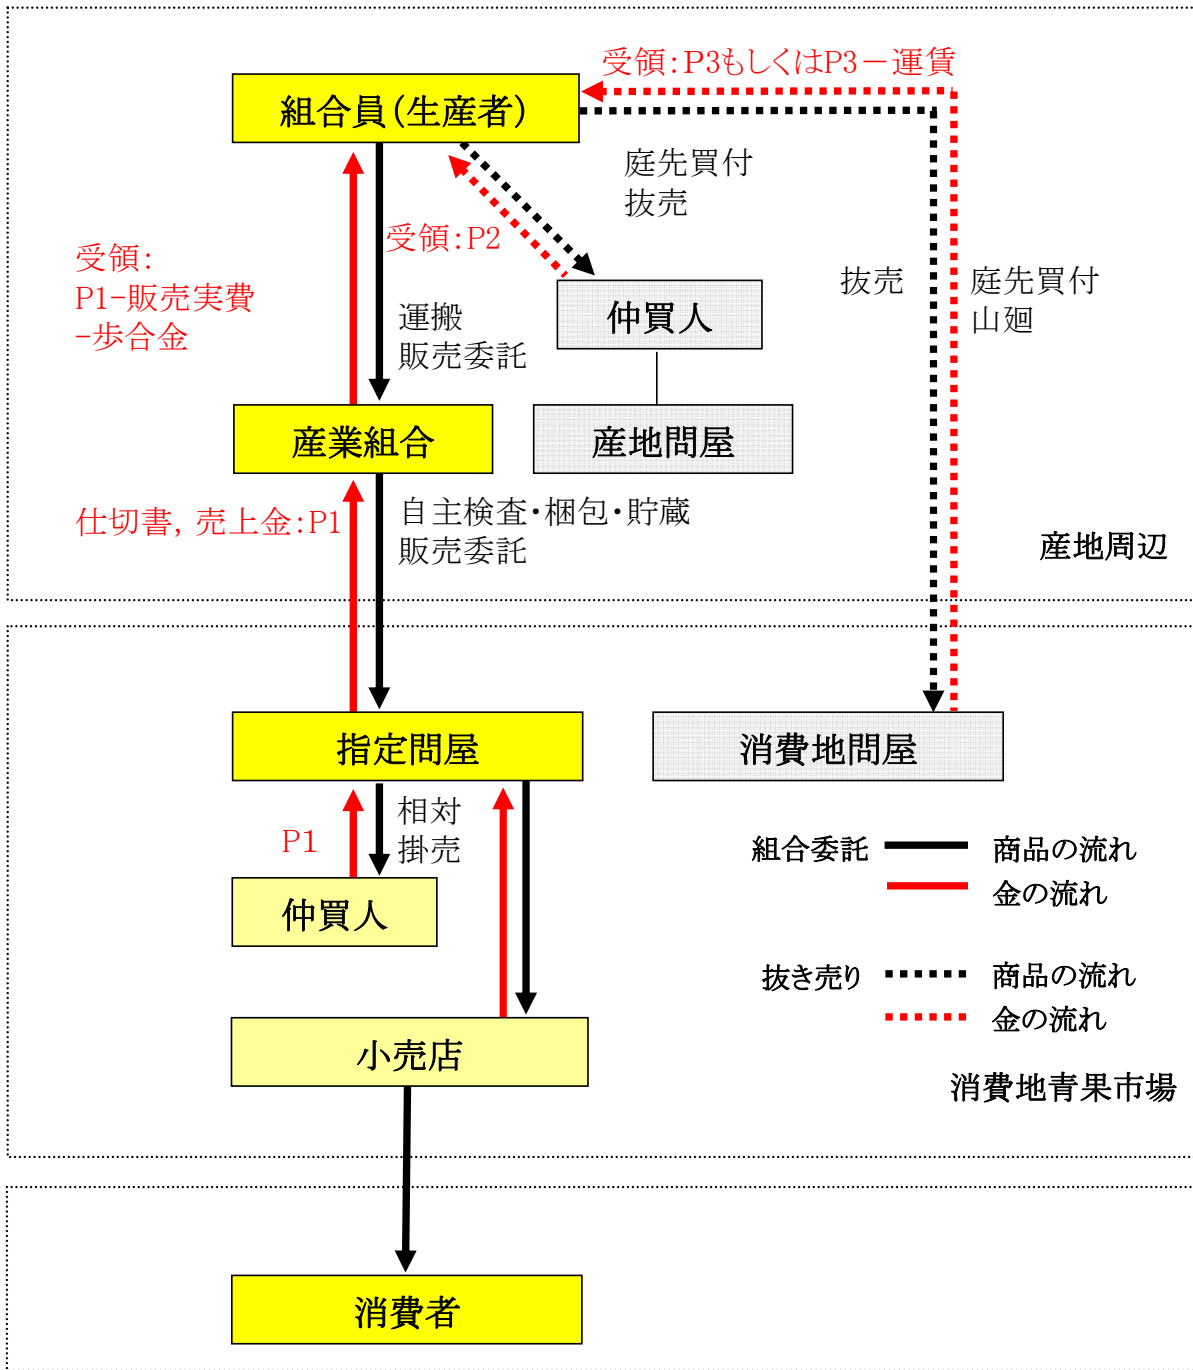 受領:P3もしくはP3－運賃
組合員(生産者)
庭先買付
抜売
受領:P2
受領:
P1-販売実費
-歩合金
抜売
庭先買付
山廻
仲買人
運搬
販売委託
産業組合
産地問屋
仕切書，売上金:P1
自主検査・梱包・貯蔵
販売委託
産地周辺
指定問屋
消費地問屋
P1
相対
掛売
組合委託
商品の流れ
金の流れ
仲買人
抜き売り
商品の流れ
金の流れ
小売店
消費地青果市場
消費者